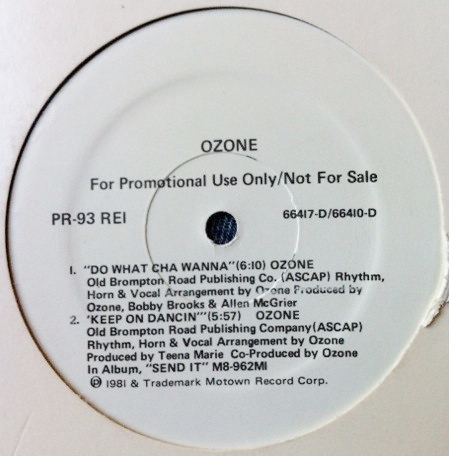 OZONE
For Promotional Use Only/Not For Sale
PR-93 REI 66417-D/66410-D
1. "DO WHAT CHA WANNA"(6:10) OZONE
Old Brompton Road Publishing Co. (ASCAP) Rhythm,
Horn & Vocal Arrangement by Ozone Produced by
Ozone, Bobby Brooks & Allen McGrier
2. 'KEEP ON DANCIN'"(5:57) OZONE
Old Brompton Road Publishing Company(ASCAP)
Rhythm, Horn & Vocal Arrangement by Ozone
Produced by Teena Marie Co-Produced by Ozone
In Album, "SEND IT" M8-962MI
℗ 1981 & Trademark Motown Record Corp.